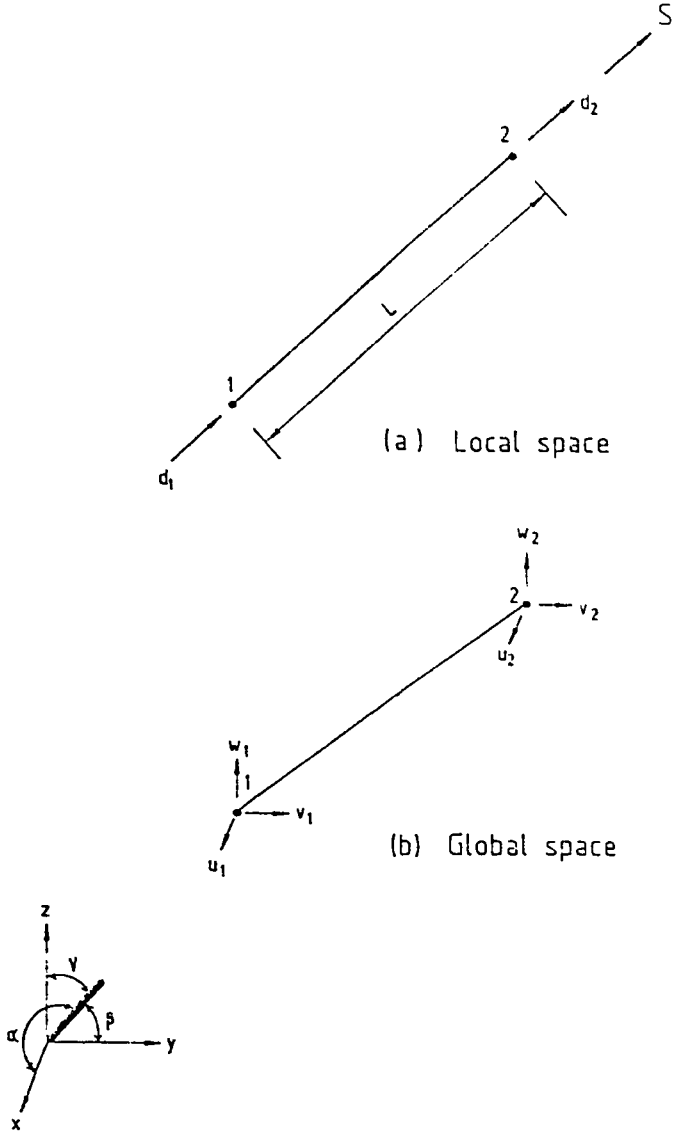 S
d₂
2
L
1
(a) Local space
d₁
w₂
2
v₂
u₂
w₁
1
v₁
u₁
(b) Global space
z
γ
α
β
y
x